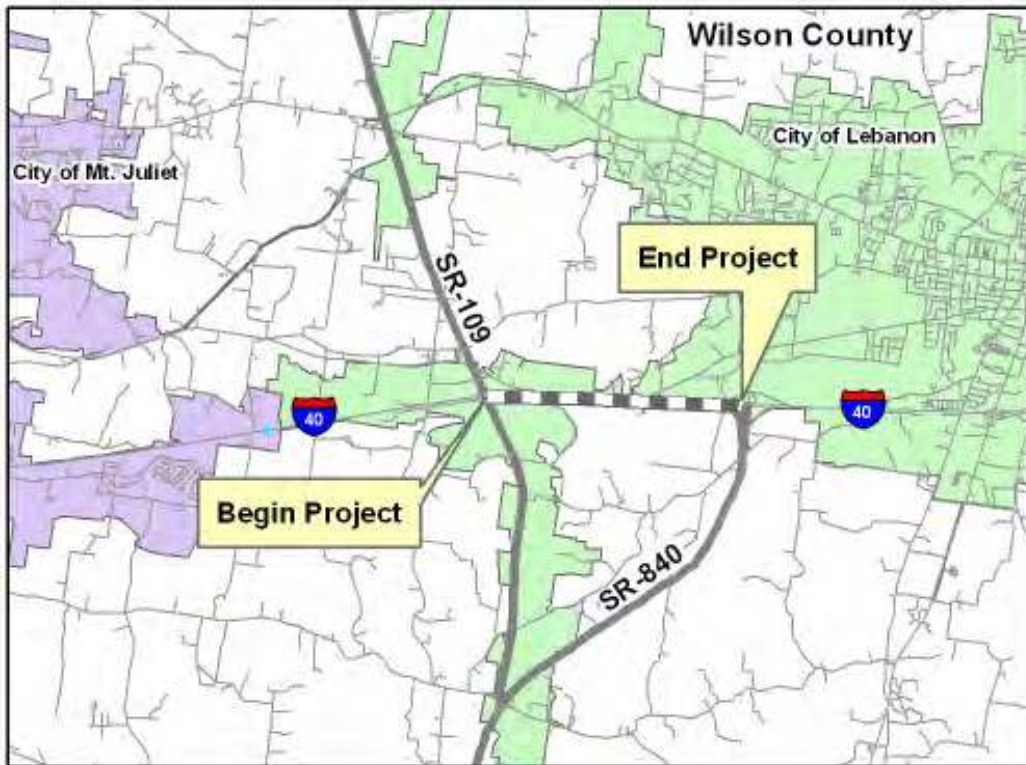 Wilson County
City of Lebanon
City of Mt. Juliet
End Project
SR-109
40
40
Begin Project
SR-840